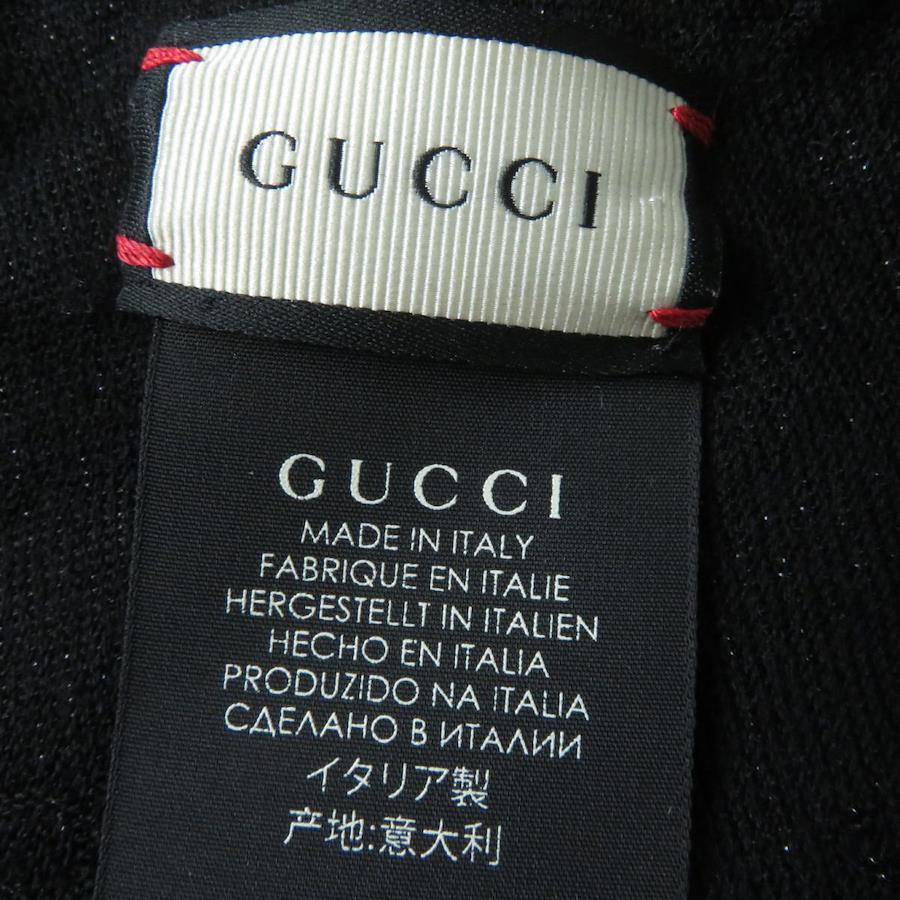 GUCCI
GUCCI
MADE IN ITALY
FABRIQUE EN ITALIE
HERGESTELLT IN ITALIEN
HECHO EN ITALIA
PRODUZIDO NA ITALIA
СДЕЛАНО В ИТАЛИИ
イタリア製
产地:意大利